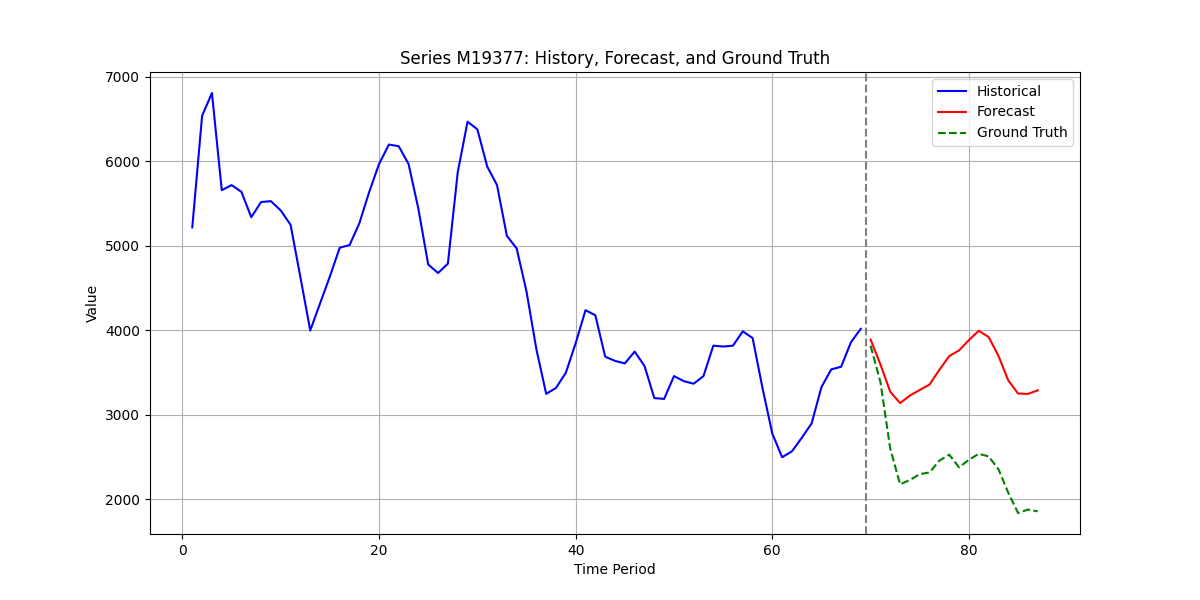 Series M19377: History, Forecast, and Ground Truth
7000
6000
5000
4000
3000
2000
Value
Historical
Forecast
Ground Truth
0
20
40
60
80
Time Period